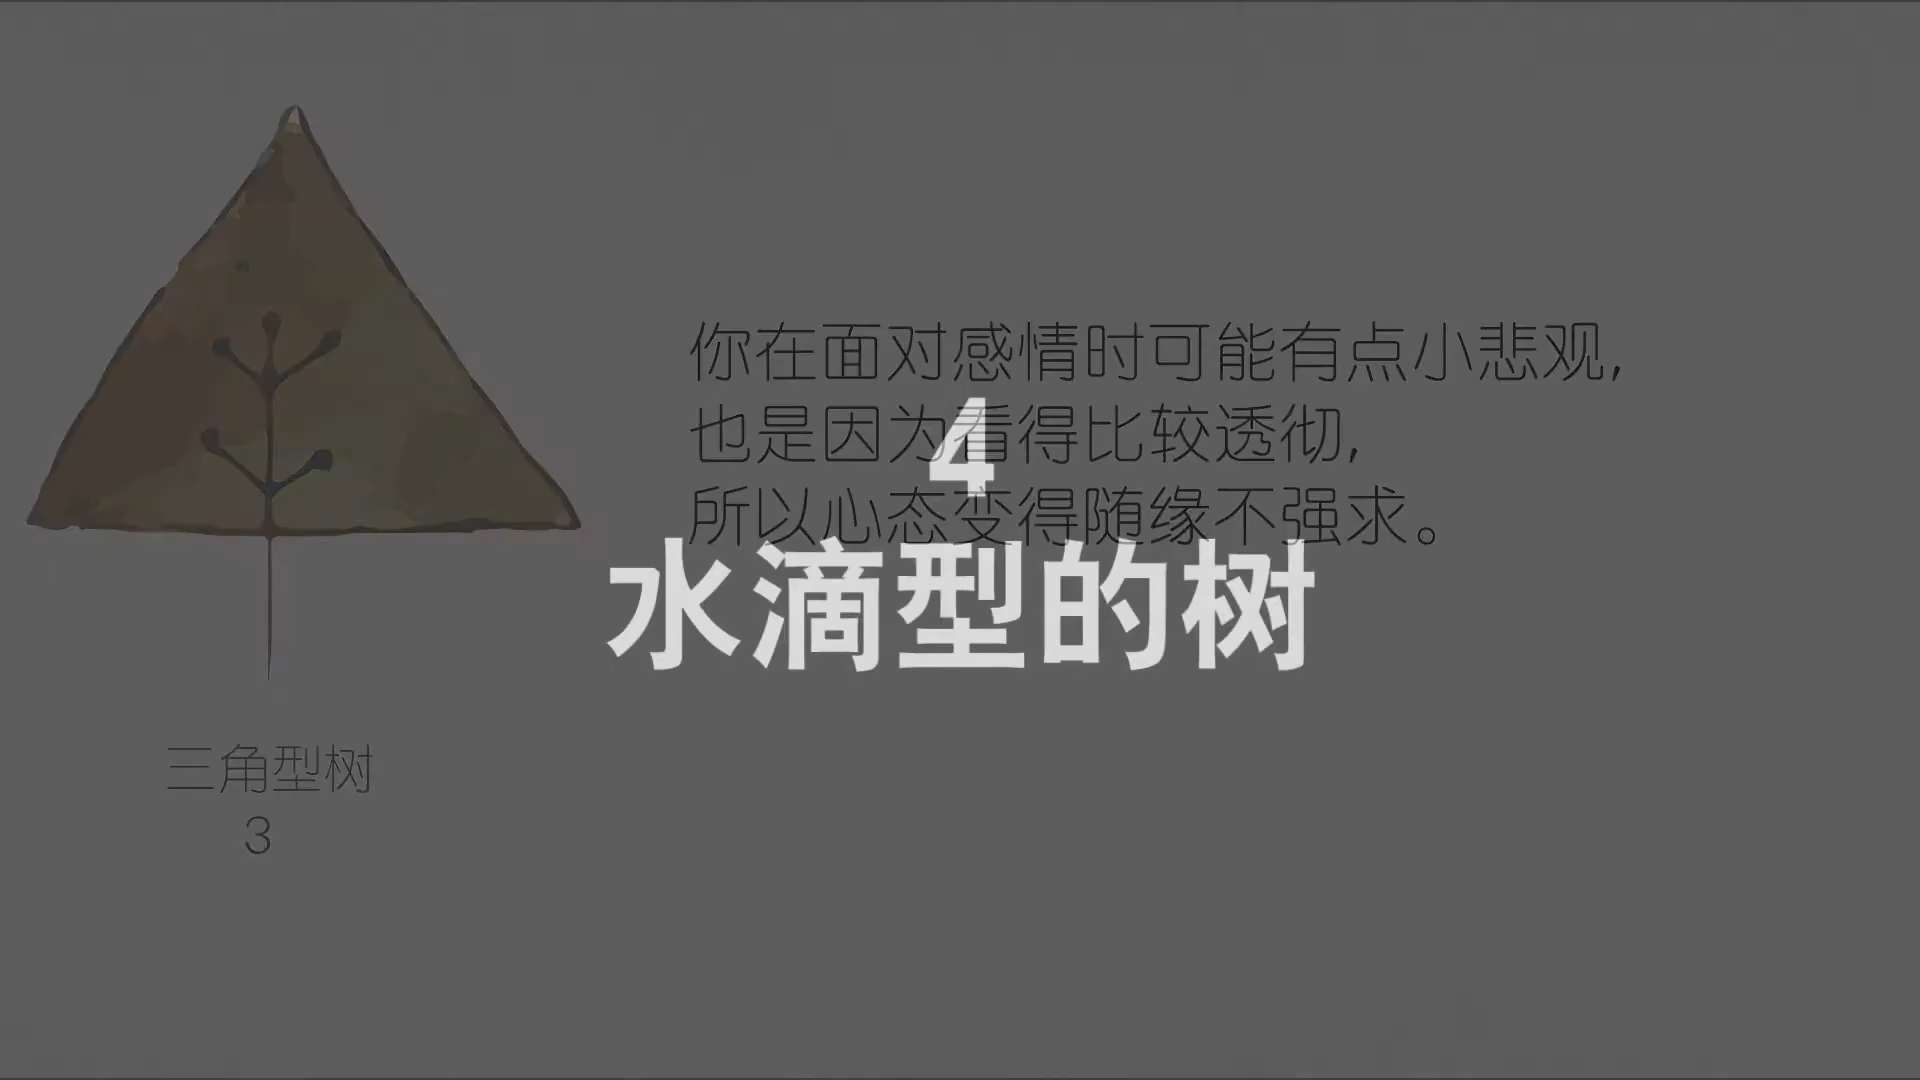 你在面对感情时可能有点小悲观,
也是因为看得比较透彻,
所以心态变得随缘不强求。
4
水滴型的树
三角型树
3